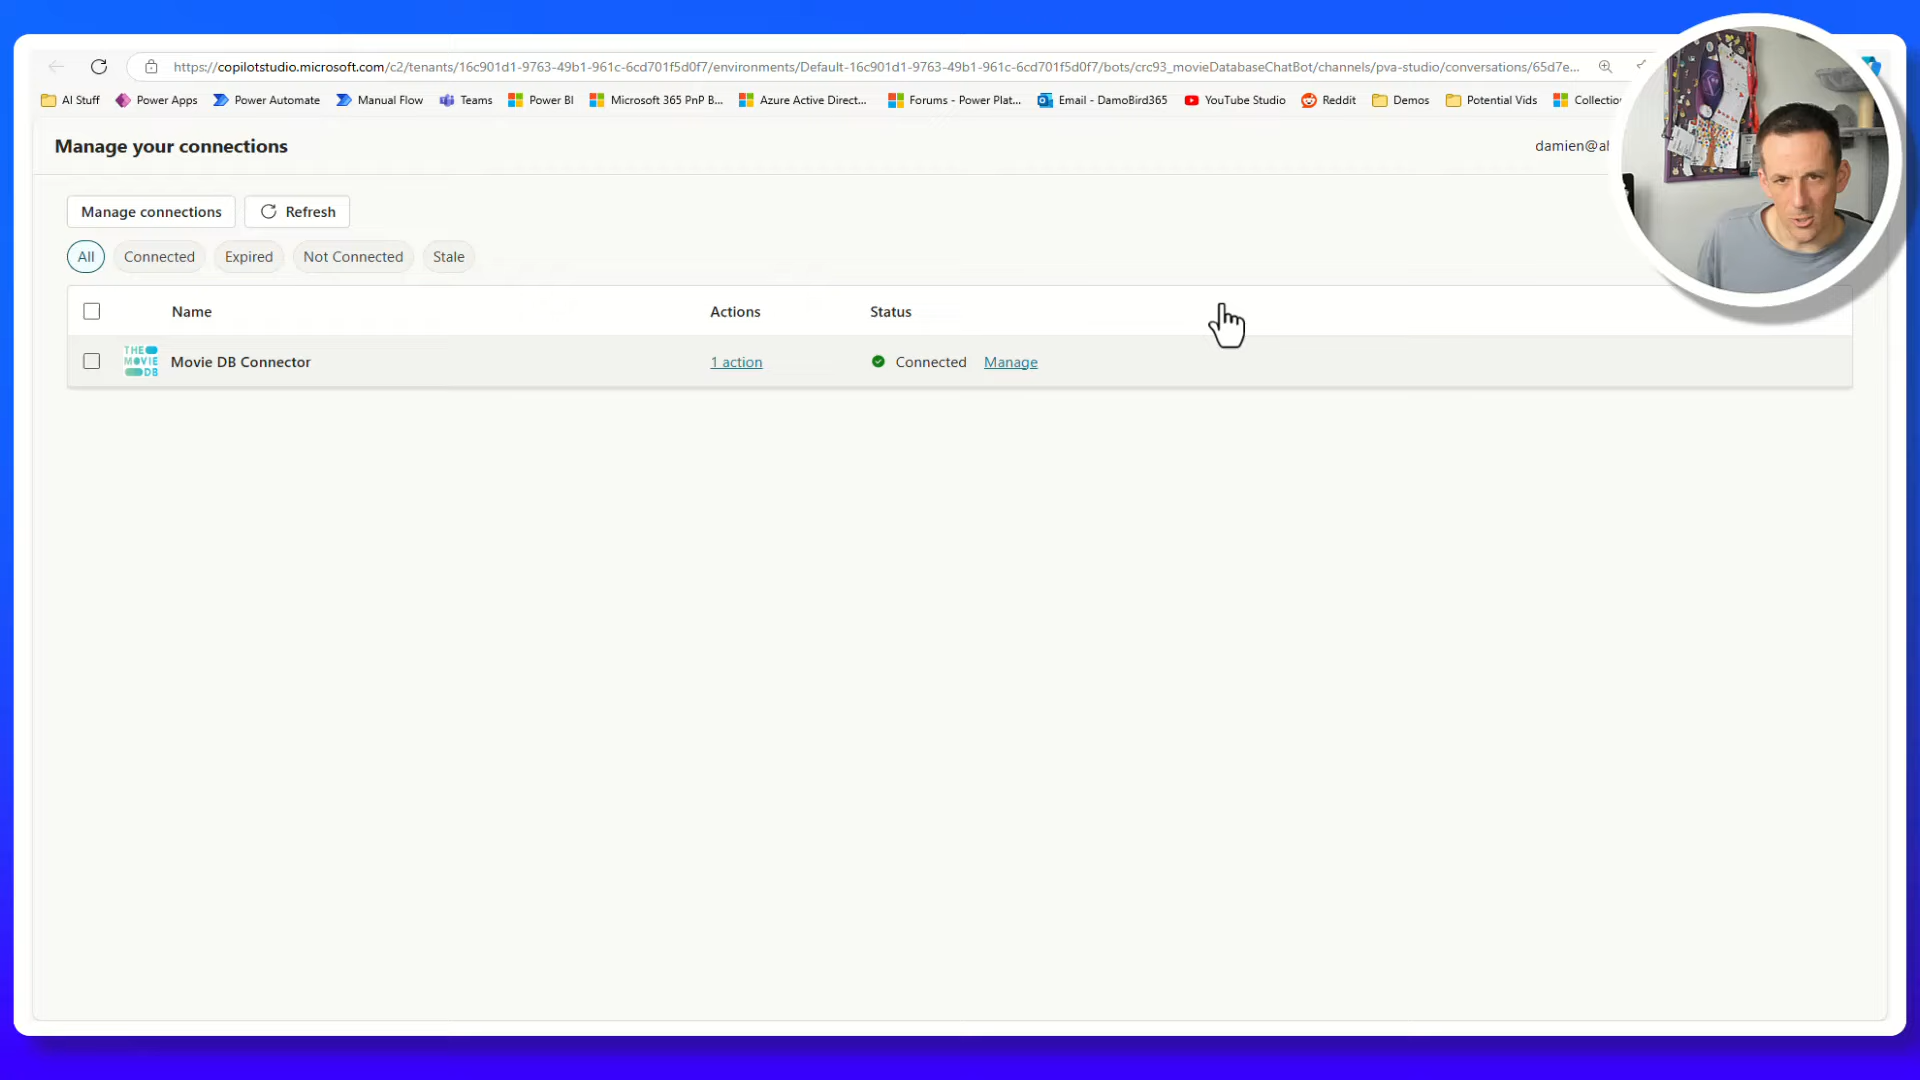 https://copilotstudio.microsoft.com/c2/tenants/16c901d1-9763-49b1-961c-6cd701f5d0f7/environments/Default-16c901d1-9763-49b1-961c-6cd701f5d0f7/bots/crc93_movieDatabaseChatBot/channels/pva-studio/conversations/65d7e...
AI Stuff Power Apps Power Automate Manual Flow Teams Power BI Microsoft 365 PnP B... Azure Active Direct... Forums - Power Plat... Email - DamoBird365 YouTube Studio Reddit Demos Potential Vids Collectio
Manage your connections
damien@al
Manage connections Refresh
All Connected Expired Not Connected Stale
Name Actions Status
THE MOVIE DB Movie DB Connector 1 action Connected Manage